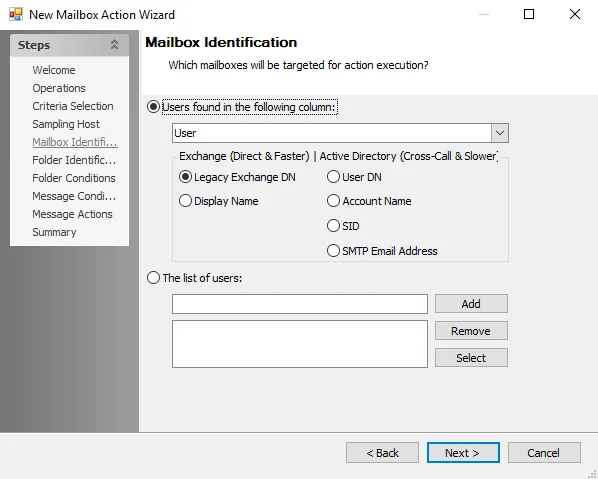 New Mailbox Action Wizard
Steps
Welcome
Operations
Criteria Selection
Sampling Host
Mailbox Identifi...
Folder Identific...
Folder Conditions
Message Condi...
Message Actions
Summary
Mailbox Identification
Which mailboxes will be targeted for action execution?
Users found in the following column:
User
Exchange (Direct & Faster) | Active Directory (Cross-Call & Slower)
Legacy Exchange DN
User DN
Display Name
Account Name
SID
SMTP Email Address
The list of users:
Add
Remove
Select
< Back
Next >
Cancel